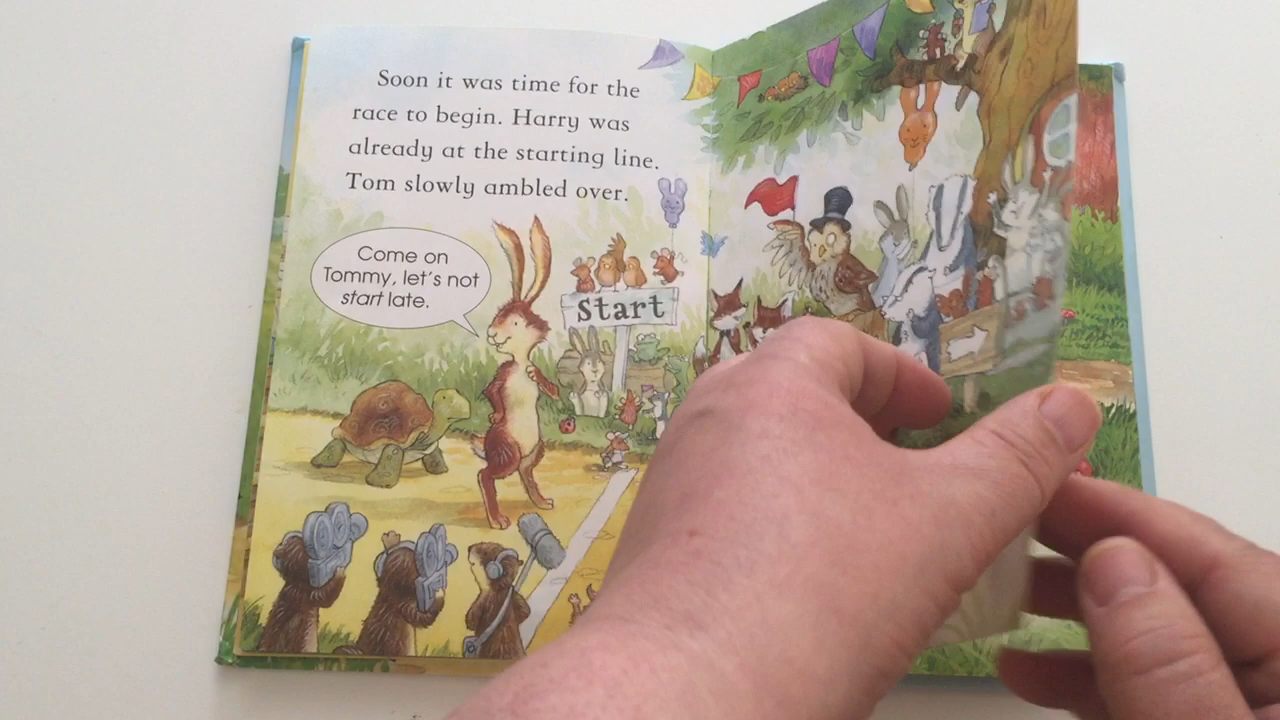 Soon it was time for the
race to begin. Harry was
already at the starting line.
Tom slowly ambled over.
Come on
Tommy, let's not
start late.
Start